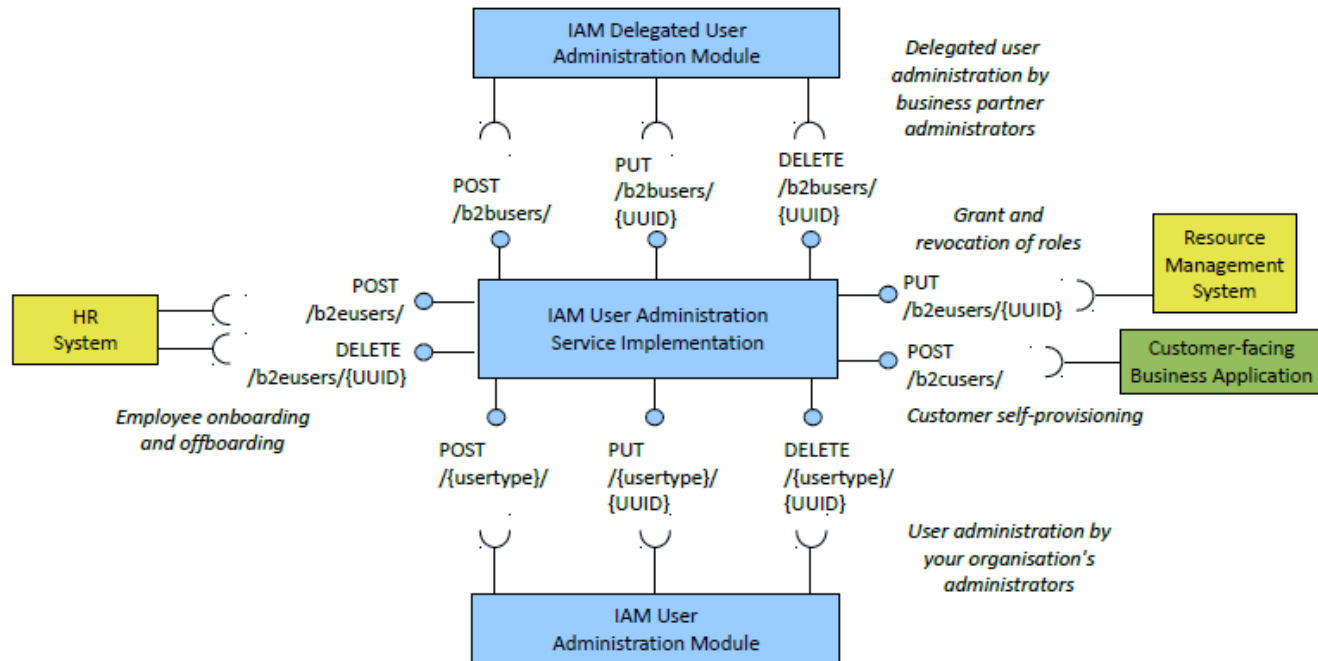 IAM Delegated User
Administration Module
Delegated user
administration by
business partner
administrators
POST
/b2busers/
PUT
/b2busers/
{UUID}
DELETE
/b2busers/
{UUID}
Grant and
revocation of roles
Resource
Management
System
HR
System
POST
/b2eusers/
DELETE
/b2eusers/{UUID}
IAM User Administration
Service Implementation
PUT
/b2eusers/{UUID}
POST
/b2cusers/
Customer-facing
Business Application
Employee onboarding
and offboarding
Customer self-provisioning
POST
/{usertype}/
PUT
/{usertype}/
{UUID}
DELETE
/{usertype}/
{UUID}
User administration by
your organisation's
administrators
IAM User
Administration Module